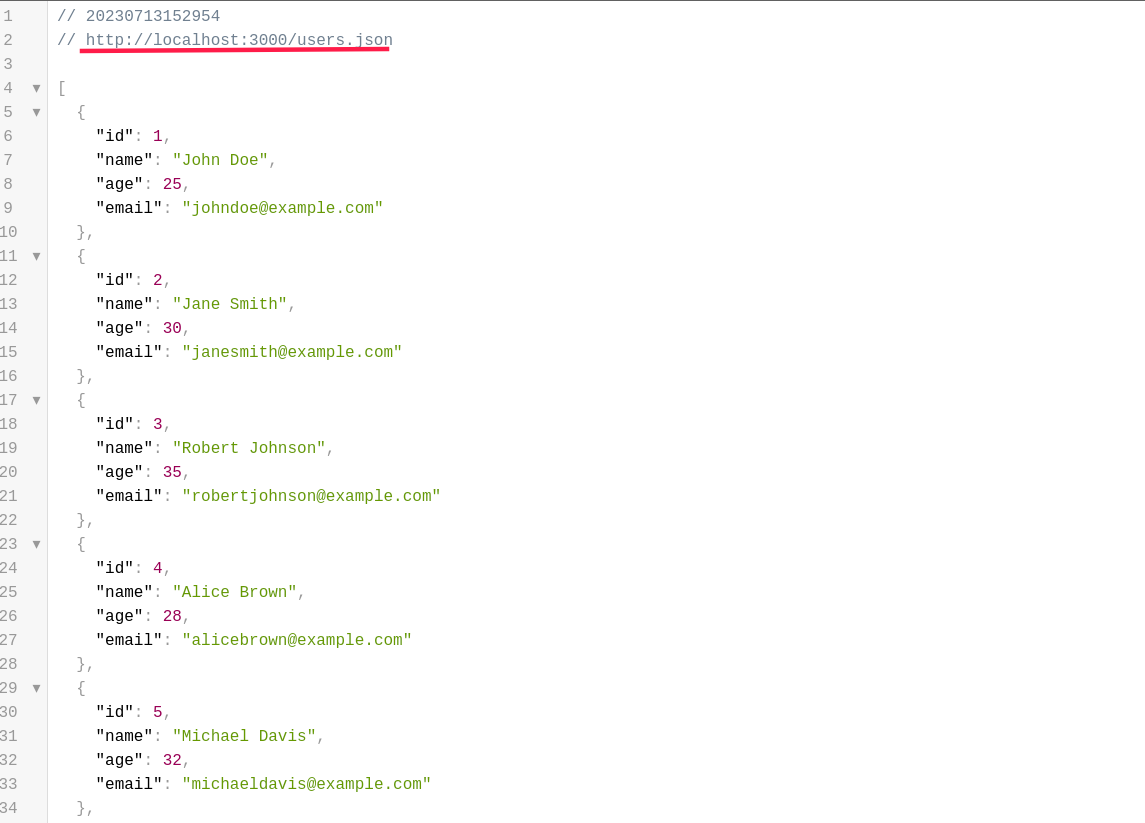 1 // 20230713152954
2 // http://localhost:3000/users.json
3
4 ▼ [
5 ▼ {
6 "id": 1,
7 "name": "John Doe",
8 "age": 25,
9 "email": "johndoe@example.com"
10 },
11 ▼ {
12 "id": 2,
13 "name": "Jane Smith",
14 "age": 30,
15 "email": "janesmith@example.com"
16 },
17 ▼ {
18 "id": 3,
19 "name": "Robert Johnson",
20 "age": 35,
21 "email": "robertjohnson@example.com"
22 },
23 ▼ {
24 "id": 4,
25 "name": "Alice Brown",
26 "age": 28,
27 "email": "alicebrown@example.com"
28 },
29 ▼ {
30 "id": 5,
31 "name": "Michael Davis",
32 "age": 32,
33 "email": "michaeldavis@example.com"
34 },